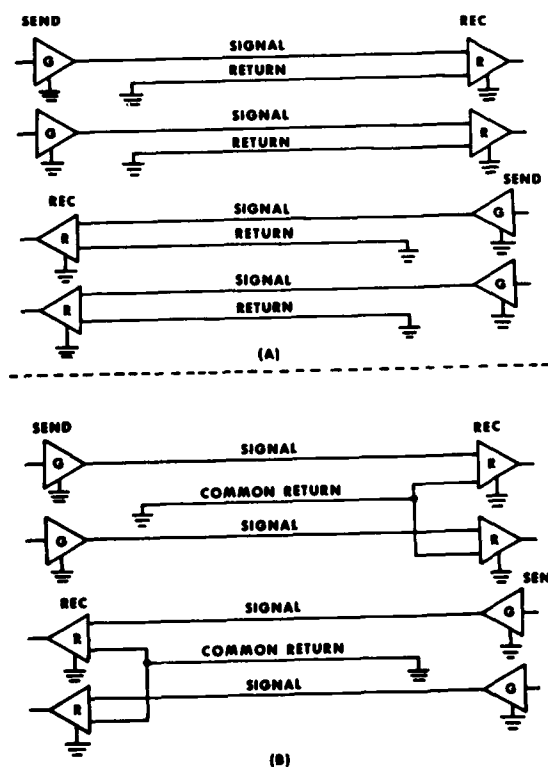 SEND REC
G SIGNAL R
RETURN
G SIGNAL R
RETURN
REC SEND
R SIGNAL G
RETURN
R SIGNAL G
RETURN
(A)
SEND REC
G SIGNAL R
COMMON RETURN
G SIGNAL R
REC SEN
R SIGNAL G
COMMON RETURN
R SIGNAL G
(B)